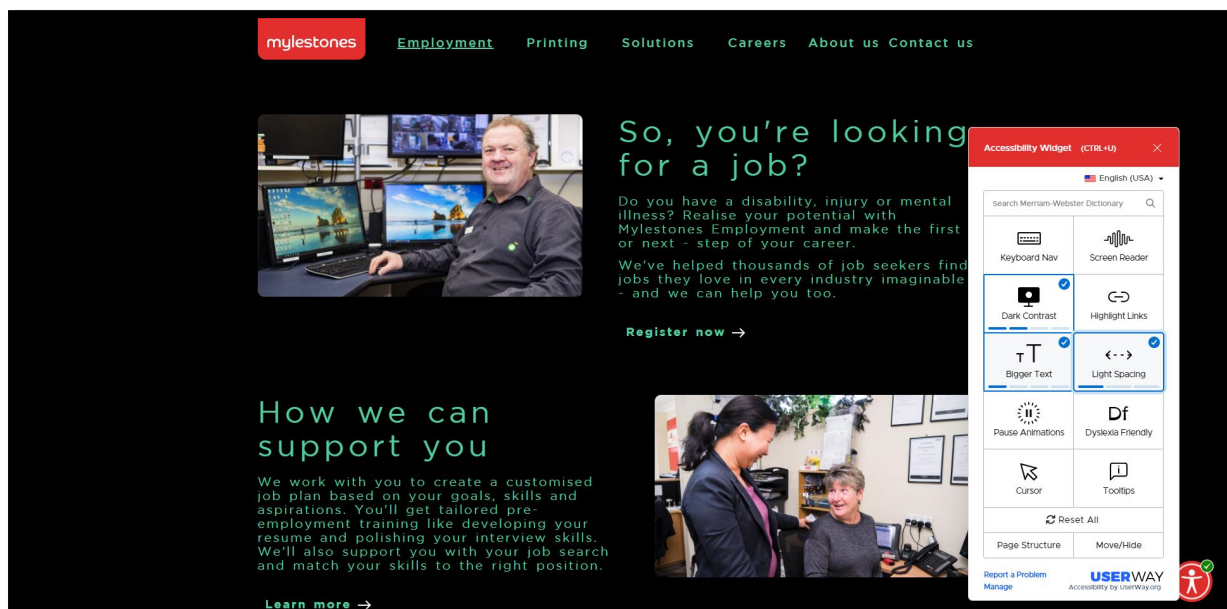 mylestones
Employment Printing Solutions Careers About us Contact us
So, you're looking
for a job?
Do you have a disability, injury or mental
illness? Realise your potential with
Mylestones Employment and make the first
or next - step of your career.
We've helped thousands of job seekers find
jobs they love in every industry imaginable
- and we can help you too.
Register now →
How we can
support you
We work with you to create a customised
job plan based on your goals, skills and
aspirations. You'll get tailored pre-
employment training like developing your
resume and polishing your interview skills.
We'll also support you with your job search
and match your skills to the right position.
Learn more →
Accessibility Widget (CTRL+U)
English (USA)
Search Merriam-Webster Dictionary
Keyboard Nav
Screen Reader
Dark Contrast
Highlight Links
Bigger Text
Light Spacing
Pause Animations
Df
Dyslexia Friendly
Cursor
Tooltips
Reset All
Page Structure
Move/Hide
Report a Problem
Manage
USERWAY
Accessibility by UserWay.org